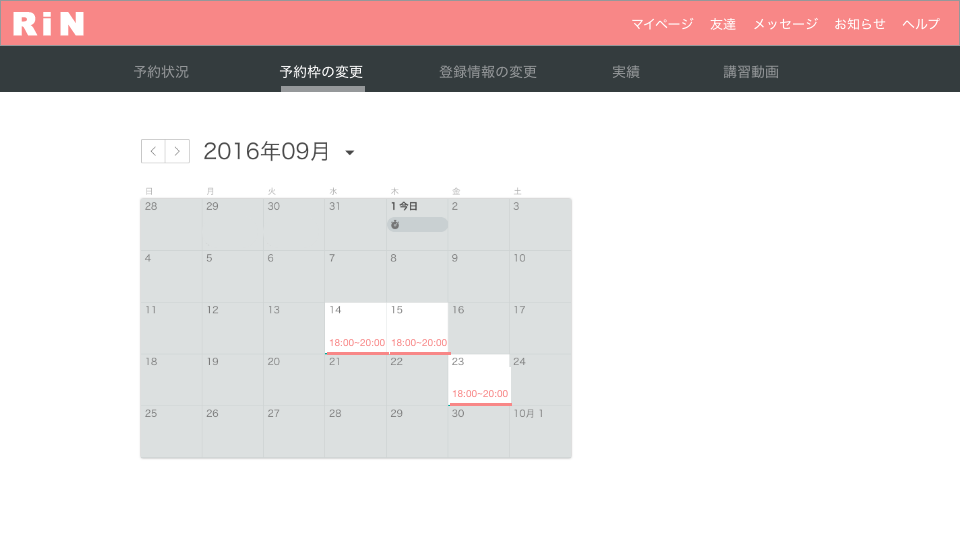 RiN マイページ 友達 メッセージ お知らせ ヘルプ
予約状況 予約枠の変更 登録情報の変更 実績 講習動画
2016年09月
日 月 火 水 木 金 土
28 29 30 31 1 今日 2 3
4 5 6 7 8 9 10
11 12 13 14 15 16 17
18:00~20:00 18:00~20:00
18 19 20 21 22 23 24
18:00~20:00
25 26 27 28 29 30 10月 1